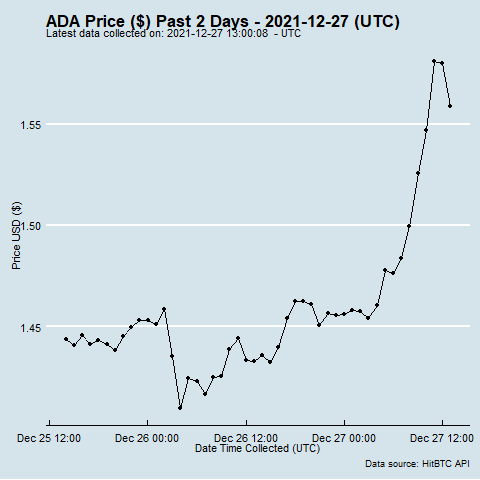 ADA Price ($) Past 2 Days - 2021-12-27 (UTC)
Latest data collected on: 2021-12-27 13:00:08 - UTC
1.55
1.50
1.45
Price USD ($)
Dec 25 12:00
Dec 26 00:00
Dec 26 12:00
Dec 27 00:00
Dec 27 12:00
Date Time Collected (UTC)
Data source: HitBTC API